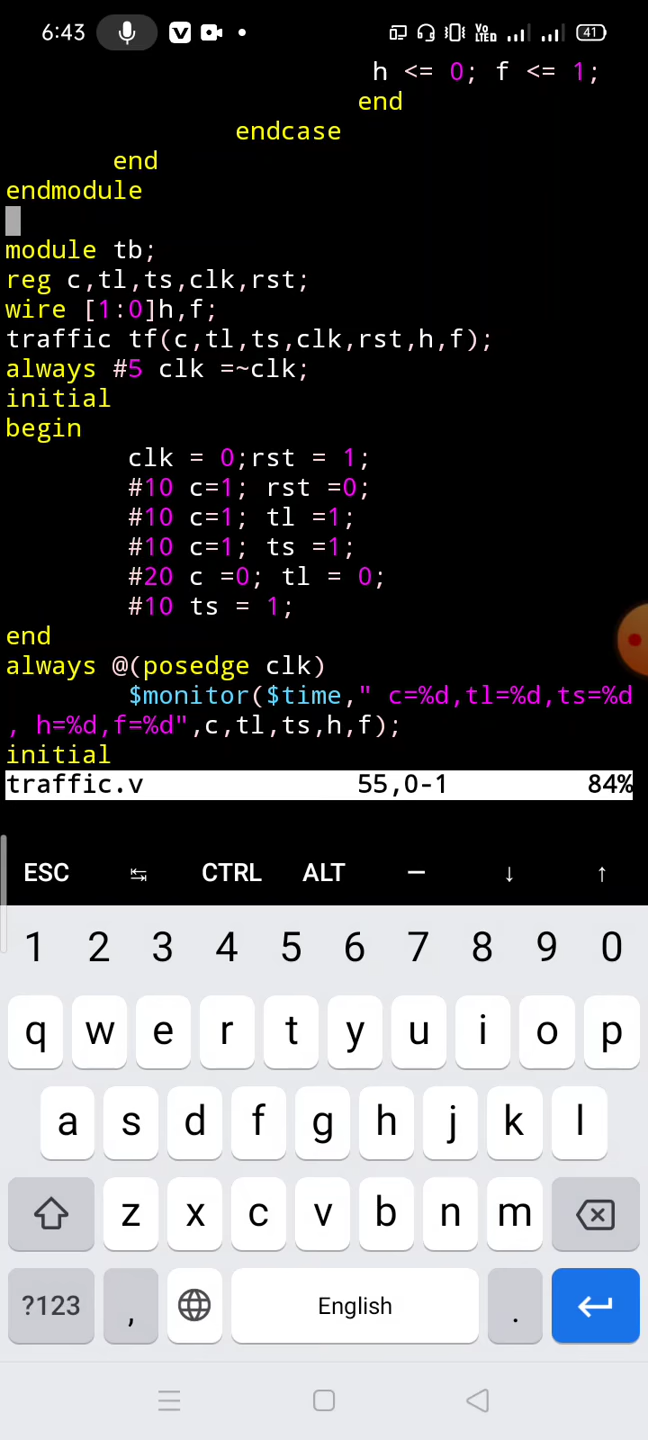 6:43 Vo LTED 41
h <= 0; f <= 1;
end
endcase
end
endmodule
module tb;
reg c,tl,ts,clk,rst;
wire [1:0]h,f;
traffic tf(c,tl,ts,clk,rst,h,f);
always #5 clk =~clk;
initial
begin
clk = 0;rst = 1;
#10 c=1; rst =0;
#10 c=1; tl =1;
#10 c=1; ts =1;
#20 c =0; tl = 0;
#10 ts = 1;
end
always @(posedge clk)
$monitor($time," c=%d,tl=%d,ts=%d
, h=%d,f=%d",c,tl,ts,h,f);
initial
traffic.v 55,0-1 84%
ESC ↹ CTRL ALT — ↓ ↑
1 2 3 4 5 6 7 8 9 0
q w e r t y u i o p
a s d f g h j k l
z x c v b n m
?123 , English .